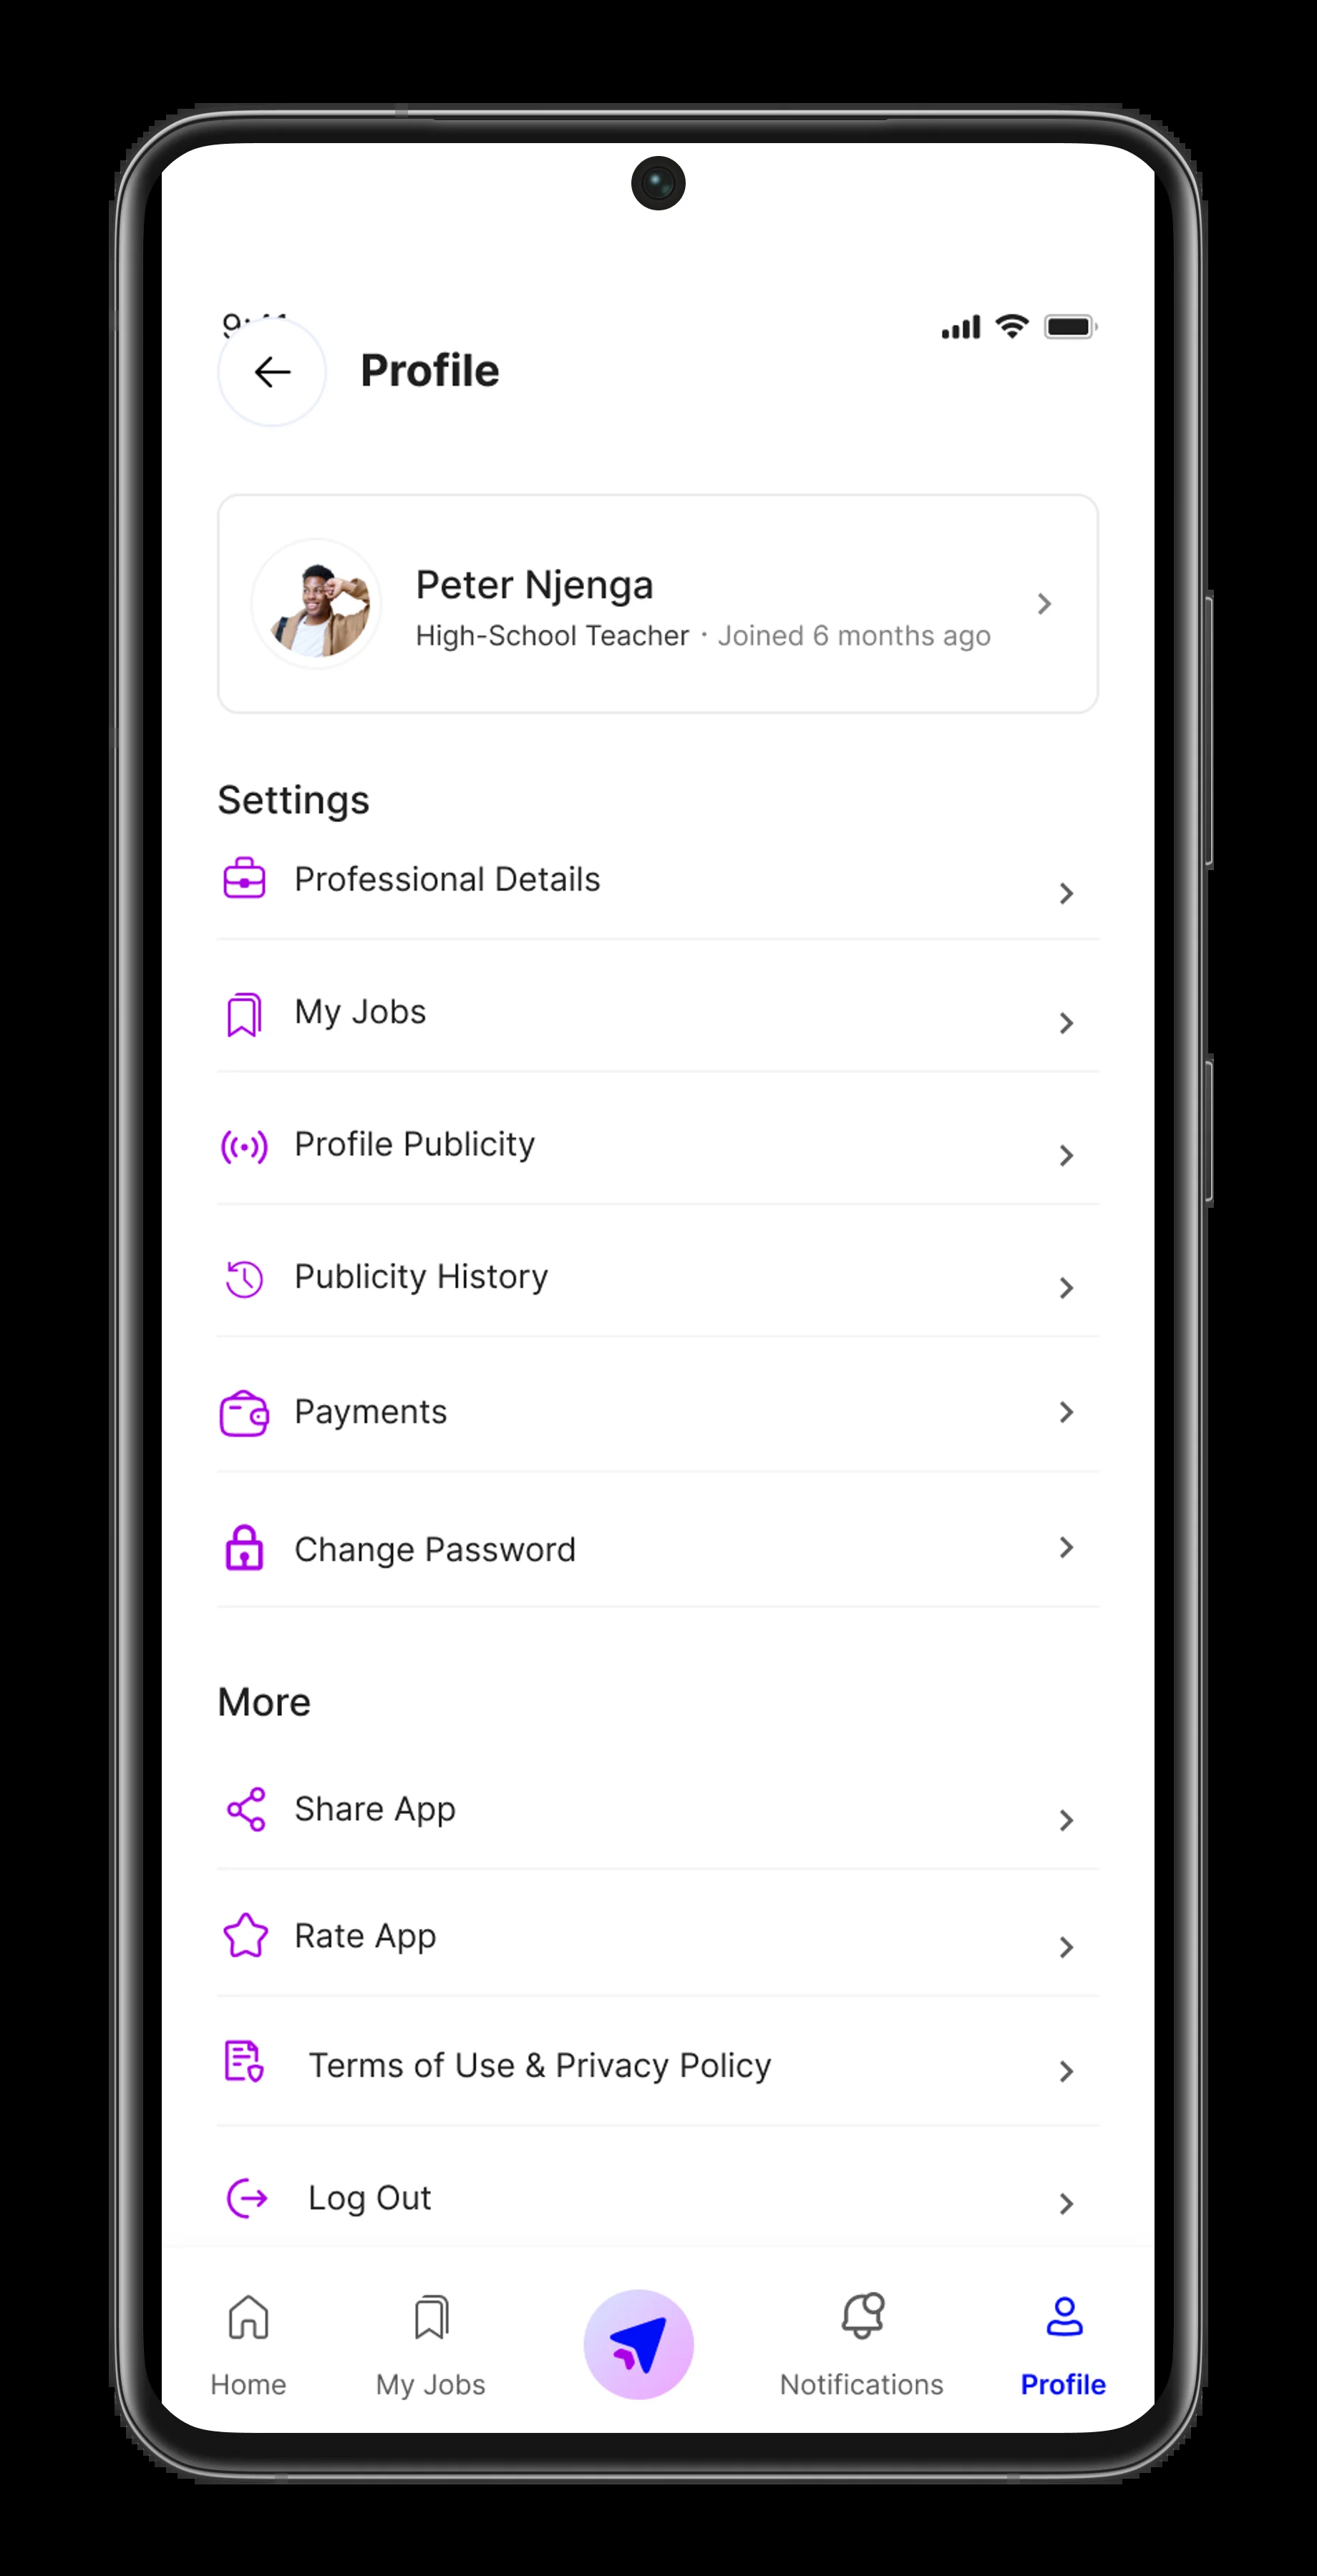 Profile
Peter Njenga
High-School Teacher · Joined 6 months ago
Settings
Professional Details
My Jobs
Profile Publicity
Publicity History
Payments
Change Password
More
Share App
Rate App
Terms of Use & Privacy Policy
Log Out
Home
My Jobs
Notifications
Profile